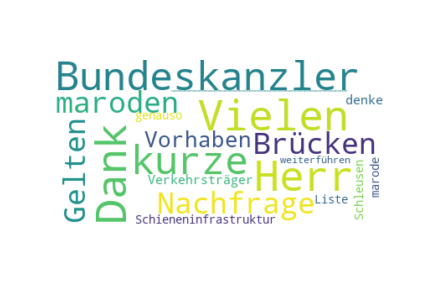 Bundeskanzler
maroden
Vielen
denke
genauso
Gelten
Dank
Vorhaben
Brücken
kurze
weiterführen
Herr
Verkehrsträger
Schleusen
marode
Nachfrage
Liste
Schieneninfrastruktur